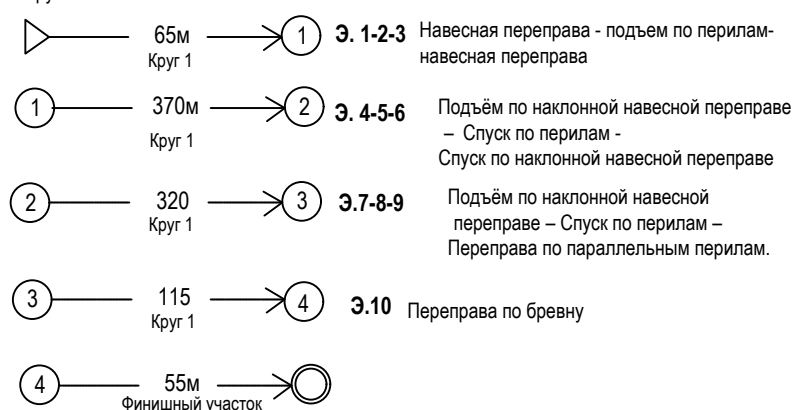 65м 1 Э. 1-2-3 Навесная переправа - подъем по перилам-
Круг 1 навесная переправа
1 370м 2 Э. 4-5-6 Подъём по наклонной навесной переправе
Круг 1 – Спуск по перилам -
Спуск по наклонной навесной переправе
2 320 3 Э.7-8-9 Подъём по наклонной навесной
Круг 1 переправе – Спуск по перилам –
Переправа по параллельным перилам.
3 115 4 Э.10 Переправа по бревну
Круг 1
4 55м
Финишный участок